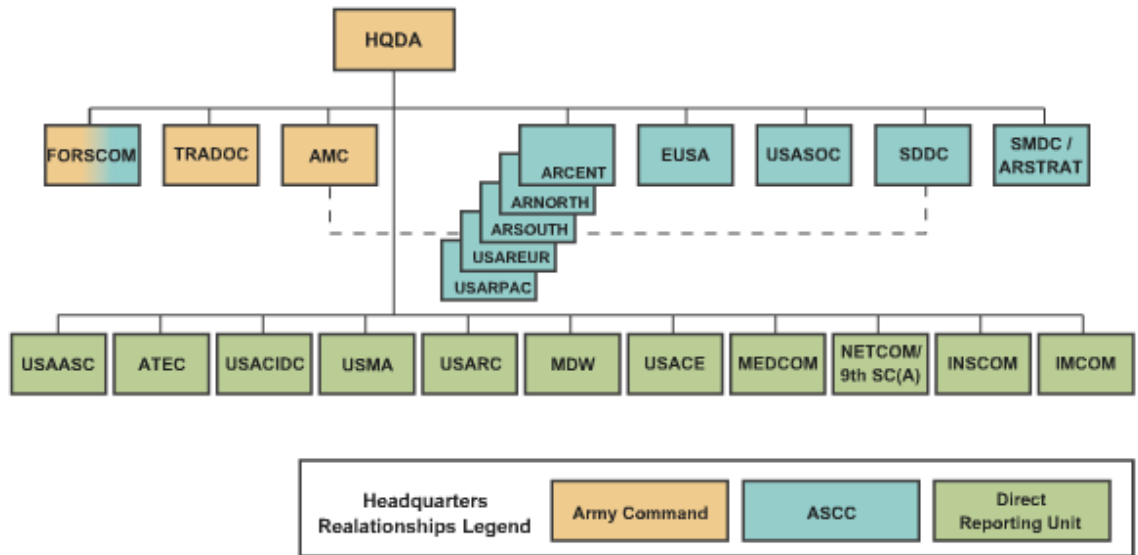 HQDA
FORSCOM
TRADOC
AMC
ARCENT
ARNORTH
ARSOUTH
USAREUR
USARPAC
EUSA
USASOC
SDDC
SMDC /
ARSTRAT
USAASC
ATEC
USACIDC
USMA
USARC
MDW
USACE
MEDCOM
NETCOM/
9th SC(A)
INSCOM
IMCOM
Headquarters
Realationships Legend
Army Command
ASCC
Direct
Reporting Unit